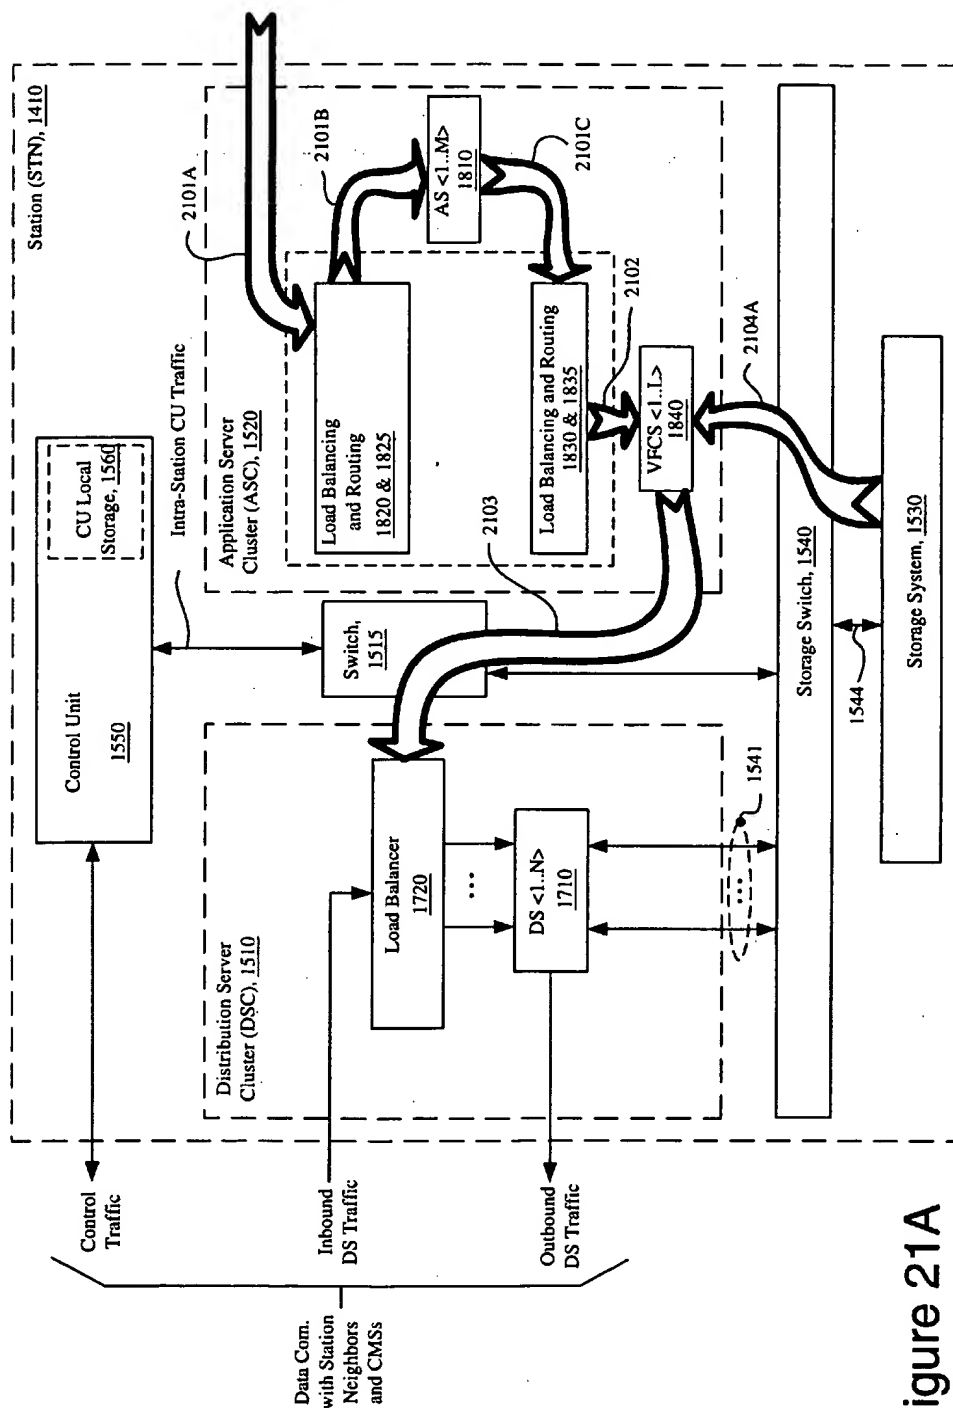 Station (STN), 1410
2101A
Control Unit
1550
CU Local
Storage, 1560
Intra-Station CU Traffic
Application Server
Cluster (ASC), 1520
2101B
Load Balancing
and Routing
1820 & 1825
AS <1..M>
1810
2101C
Load Balancing and Routing
1830 & 1835
2102
VFCS <1..L>
1840
2104A
Switch,
1515
2103
Distribution Server
Cluster (DSC), 1510
Load Balancer
1720
...
DS <1..N>
1710
...
1541
Storage Switch, 1540
1544
Storage System, 1530
Control
Traffic
Inbound
DS Traffic
Outbound
DS Traffic
Data Com.
with Station
Neighbors
and CMSs
igure 21A